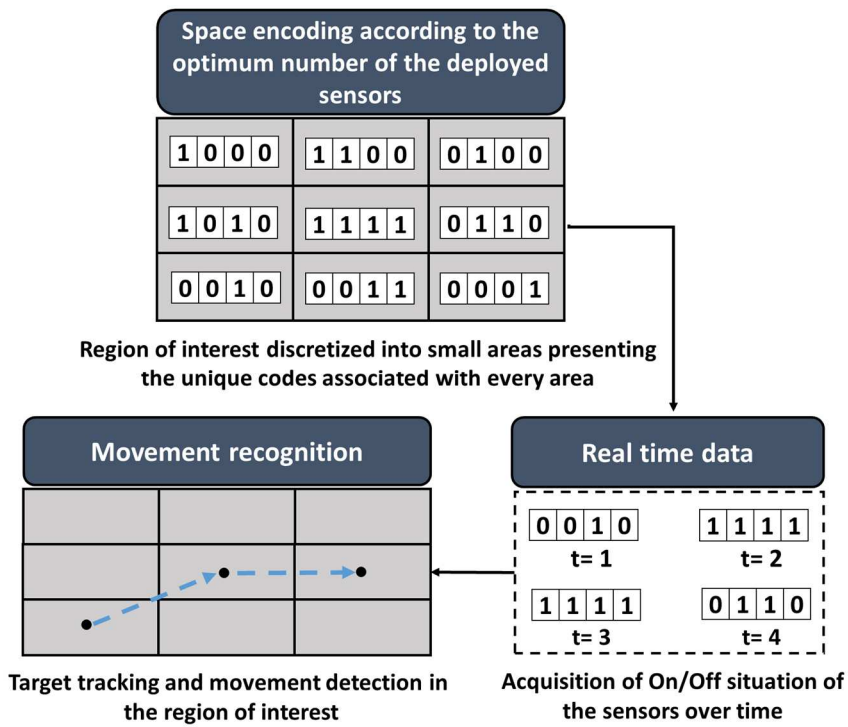 Space encoding according to the
optimum number of the deployed
sensors
1 0 0 0 1 1 0 0 0 1 0 0
1 0 1 0 1 1 1 1 0 1 1 0
0 0 1 0 0 0 1 1 0 0 0 1
Region of interest discretized into small areas presenting
the unique codes associated with every area
Movement recognition
Real time data
0 0 1 0 1 1 1 1
t= 1 t= 2
1 1 1 1 0 1 1 0
t= 3 t= 4
Target tracking and movement detection in
the region of interest
Acquisition of On/Off situation of
the sensors over time